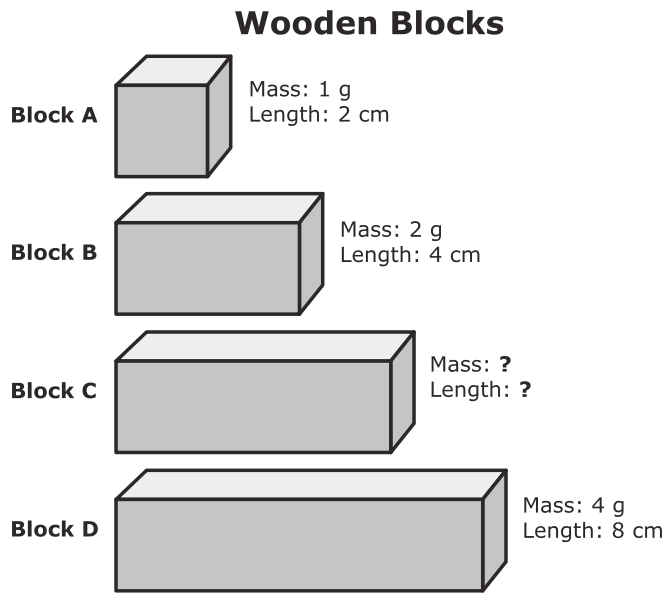 Wooden Blocks
Block A
Mass: 1 g
Length: 2 cm
Block B
Mass: 2 g
Length: 4 cm
Block C
Mass: ?
Length: ?
Block D
Mass: 4 g
Length: 8 cm